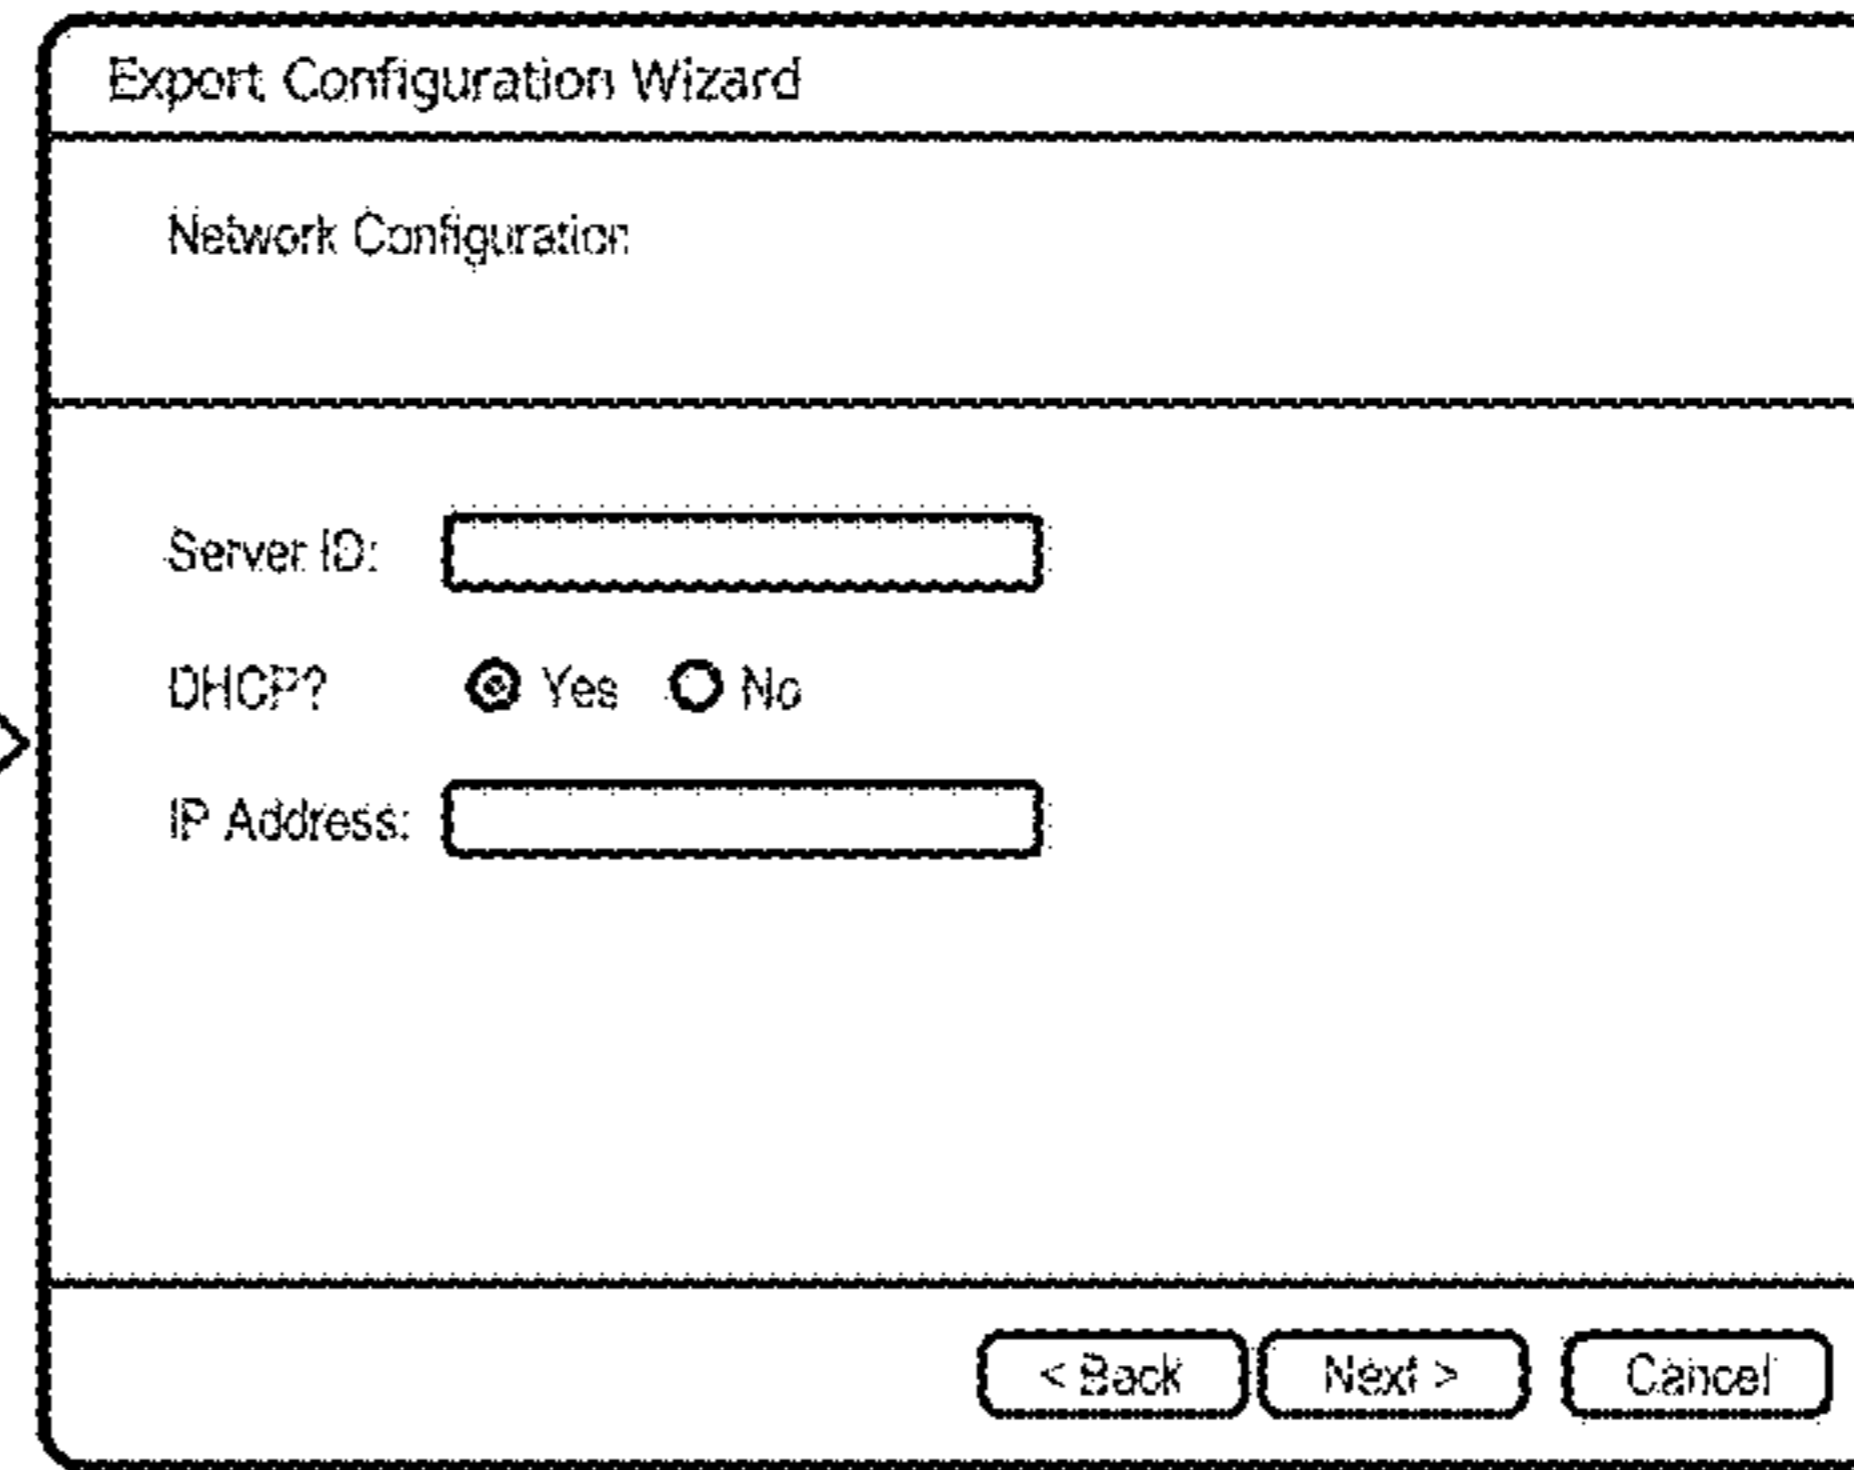 Export Configuration Wizard
Network Configuration
Server ID:
DHCP? Yes No
IP Address:
< Back Next > Cancel